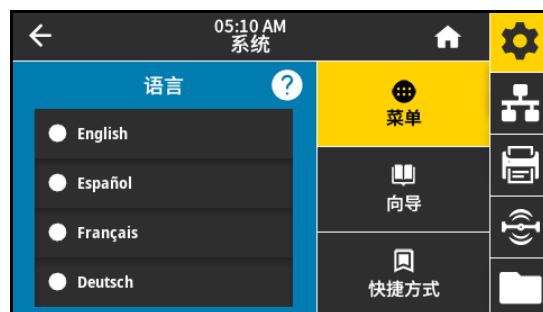 05:10 AM
系统
语言
?
English
Español
Français
Deutsch
菜单
向导
快捷方式